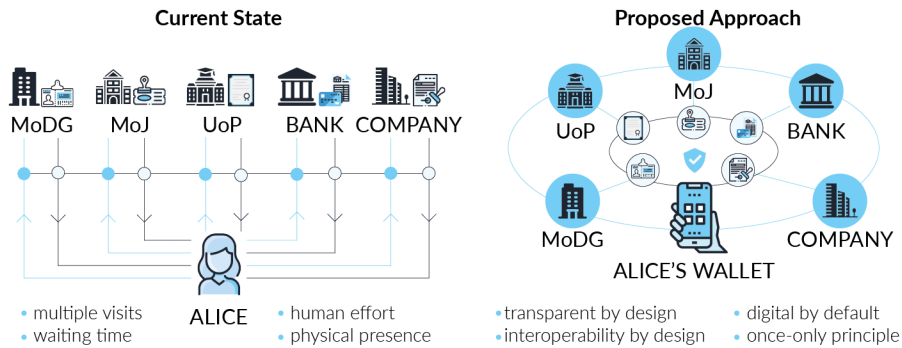 Current State
MoDG MoJ UoP BANK COMPANY
ALICE
• multiple visits
• waiting time
• human effort
• physical presence
Proposed Approach
MoJ
UoP
BANK
MoDG
COMPANY
ALICE'S WALLET
• transparent by design
• interoperability by design
• digital by default
• once-only principle